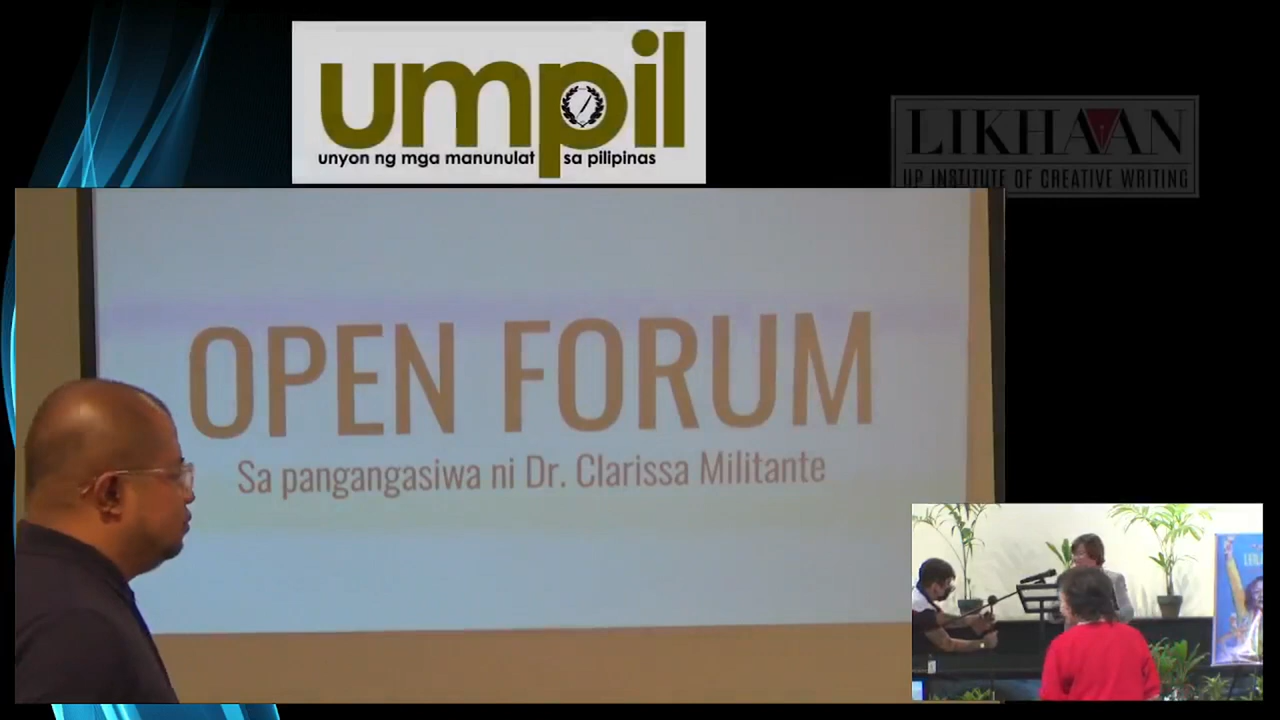 umpil
unyon ng mga manunulat sa pilipinas
LIKHAAN
UP INSTITUTE OF CREATIVE WRITING
OPEN FORUM
Sa pangangasiwa ni Dr. Clarissa Militante